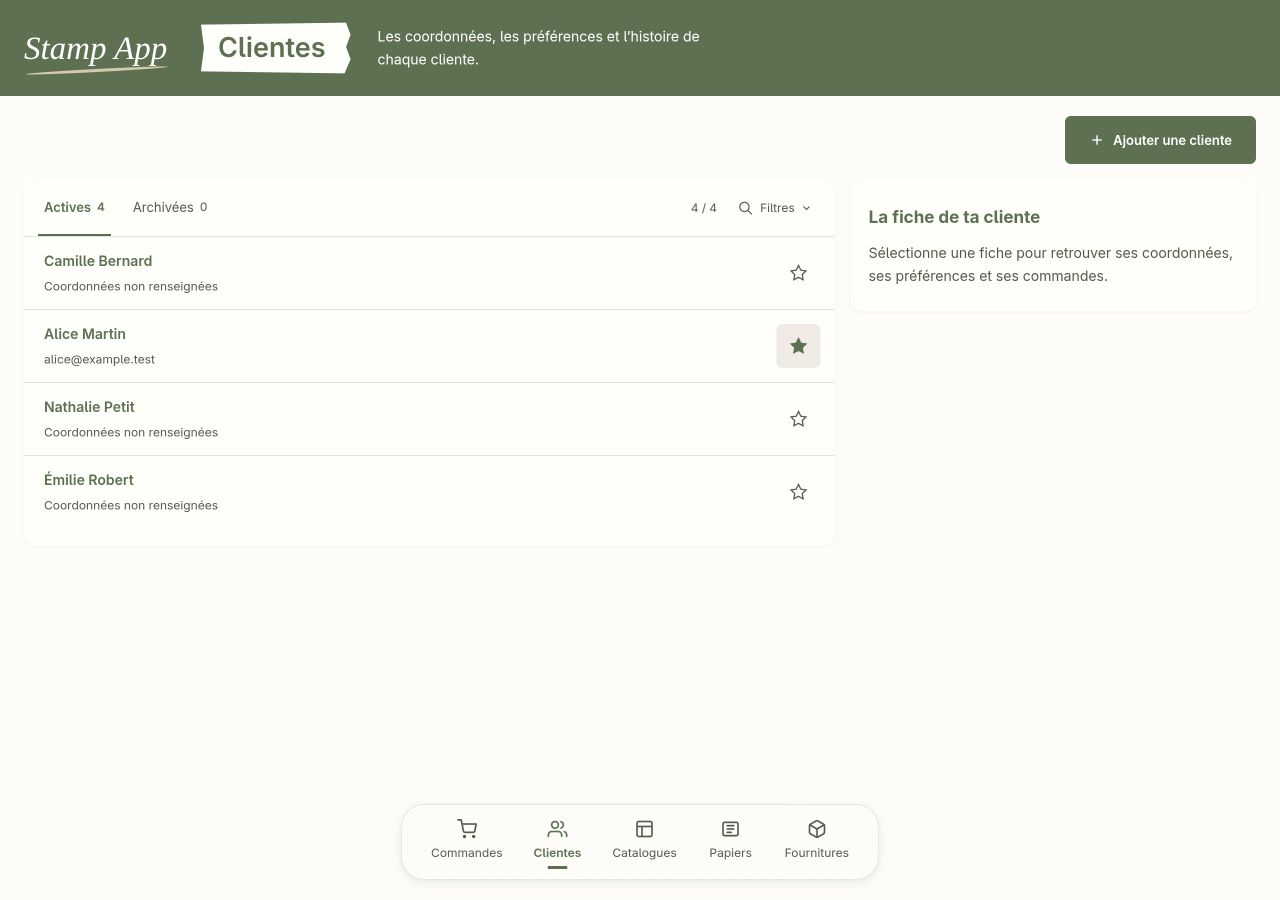 Stamp App
Clientes
Les coordonnées, les préférences et l’histoire de
chaque cliente.
Ajouter une cliente
Actives 4
Archivées 0
4 / 4
Filtres
Camille Bernard
Coordonnées non renseignées
Alice Martin
alice@example.test
Nathalie Petit
Coordonnées non renseignées
Émilie Robert
Coordonnées non renseignées
La fiche de ta cliente
Sélectionne une fiche pour retrouver ses coordonnées,
ses préférences et ses commandes.
Commandes
Clientes
Catalogues
Papiers
Fournitures